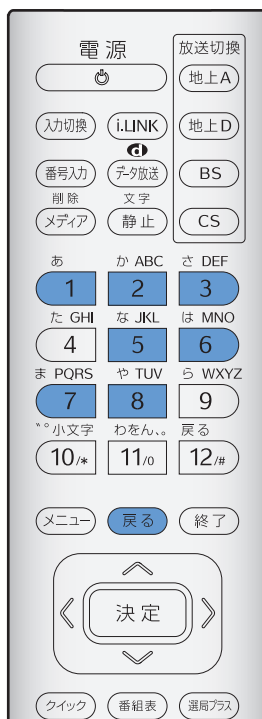 電源
放送切換
地上A
入力切換 i.LINK 地上D
d
番号入力 データ放送 BS
削除 文字
メディア 静止 CS
あ か ABC さ DEF
1 2 3
た GHI な JKL は MNO
4 5 6
ま PQRS や TUV ら WXYZ
7 8 9
゛゜小文字 わをん、。 戻る
10/* 11/0 12/#
メニュー 戻る 終了
決定
クイック 番組表 選局プラス